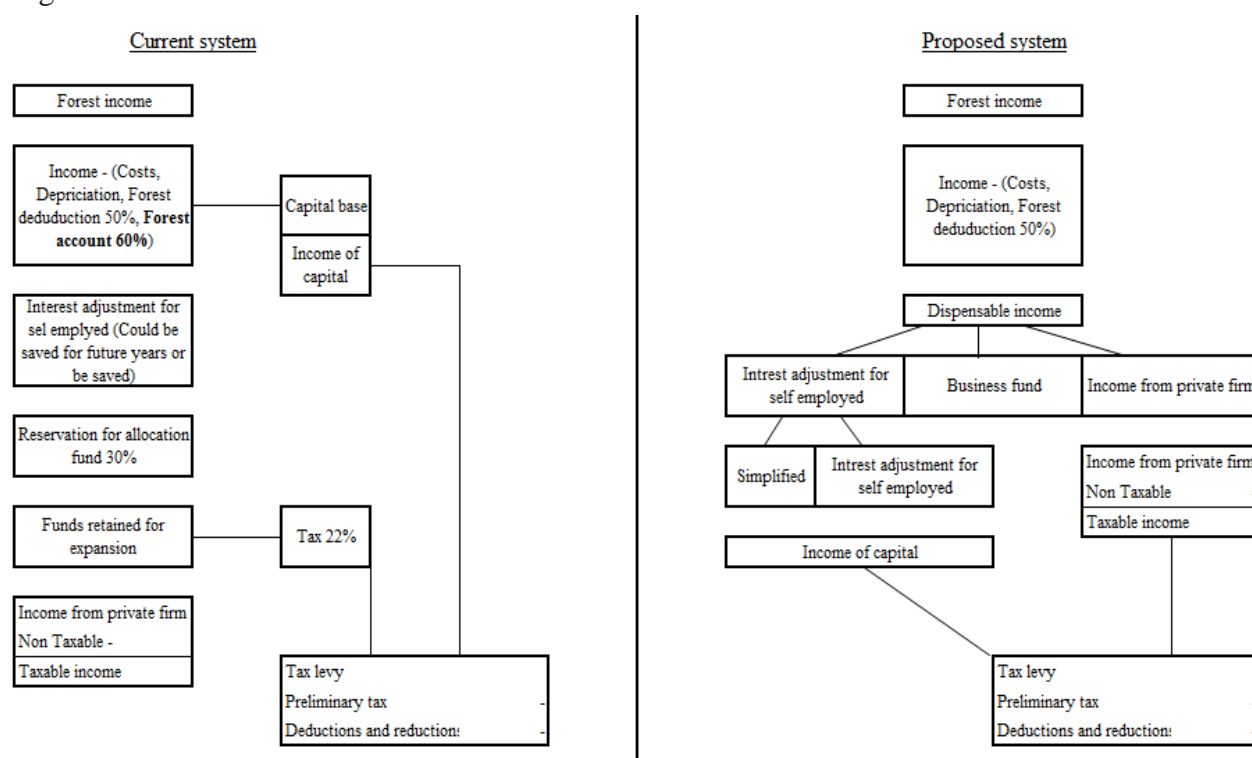 Current system
Forest income
Income - (Costs,
Depriciation, Forest
deduduction 50%, Forest
account 60%)
Capital base
Income of
capital
Interest adjustment for
sel emplyed (Could be
saved for future years or
be saved)
Reservation for allocation
fund 30%
Funds retained for
expansion
Tax 22%
Income from private firm
Non Taxable -
Taxable income
Tax levy
Preliminary tax -
Deductions and reduction: -
Proposed system
Forest income
Income - (Costs,
Depriciation, Forest
deduduction 50%)
Dispensable income
Intrest adjustment for
self employed
Business fund
Income from private firm
Simplified
Intrest adjustment for
self employed
Income from private firm
Non Taxable
Taxable income
Income of capital
Tax levy
Preliminary tax
Deductions and reduction: